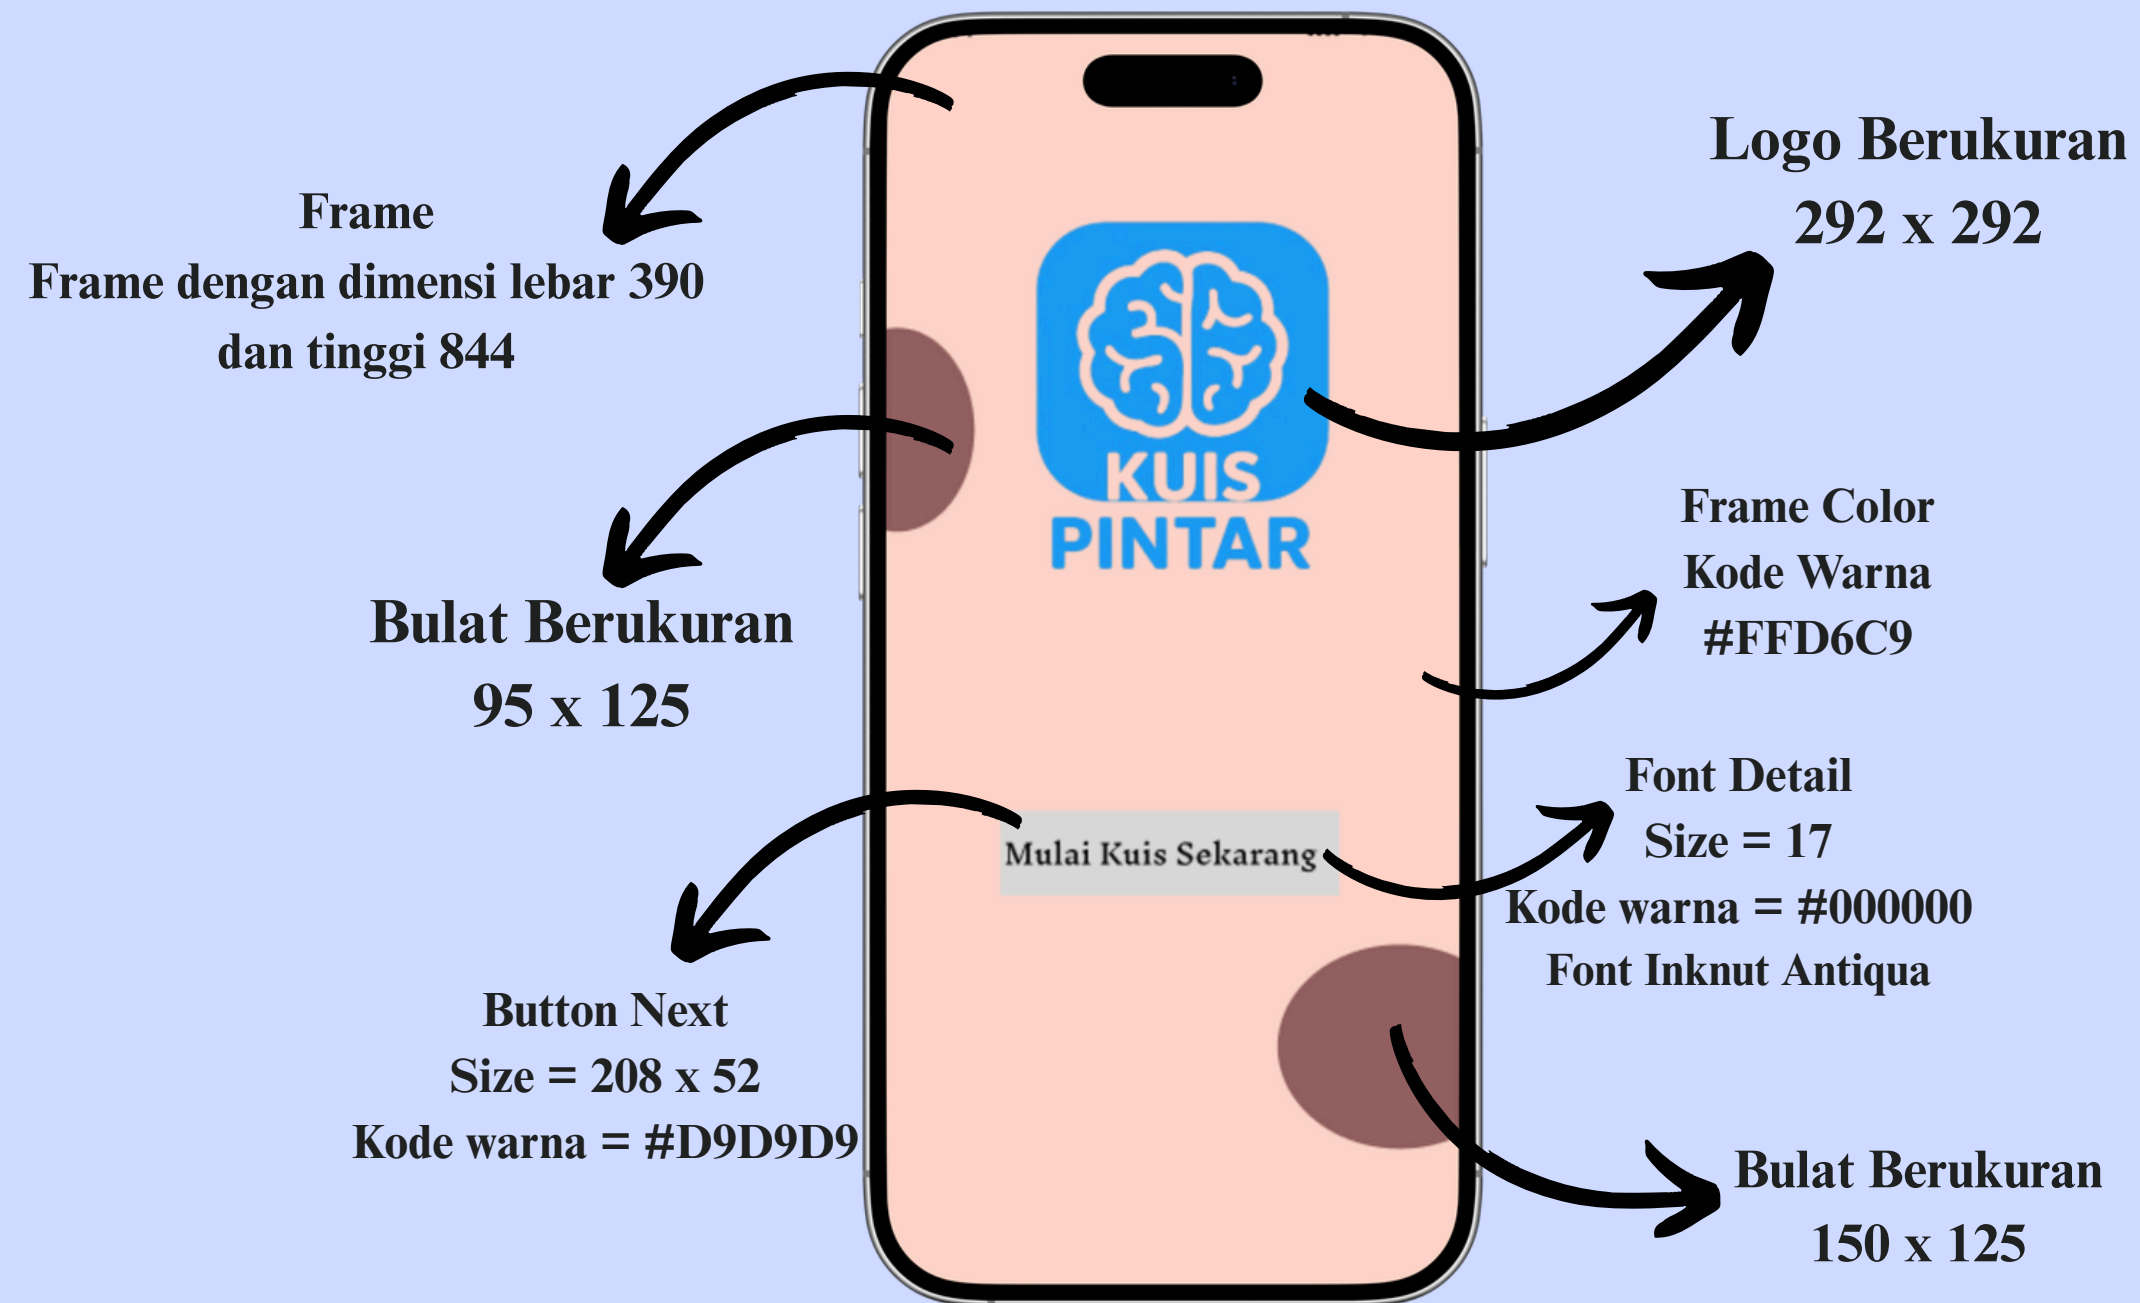 Frame
Frame dengan dimensi lebar 390
dan tinggi 844
Bulat Berukuran
95 x 125
Button Next
Size = 208 x 52
Kode warna = #D9D9D9
KUIS
PINTAR
Mulai Kuis Sekarang
Logo Berukuran
292 x 292
Frame Color
Kode Warna
#FFD6C9
Font Detail
Size = 17
Kode warna = #000000
Font Inknut Antiqua
Bulat Berukuran
150 x 125